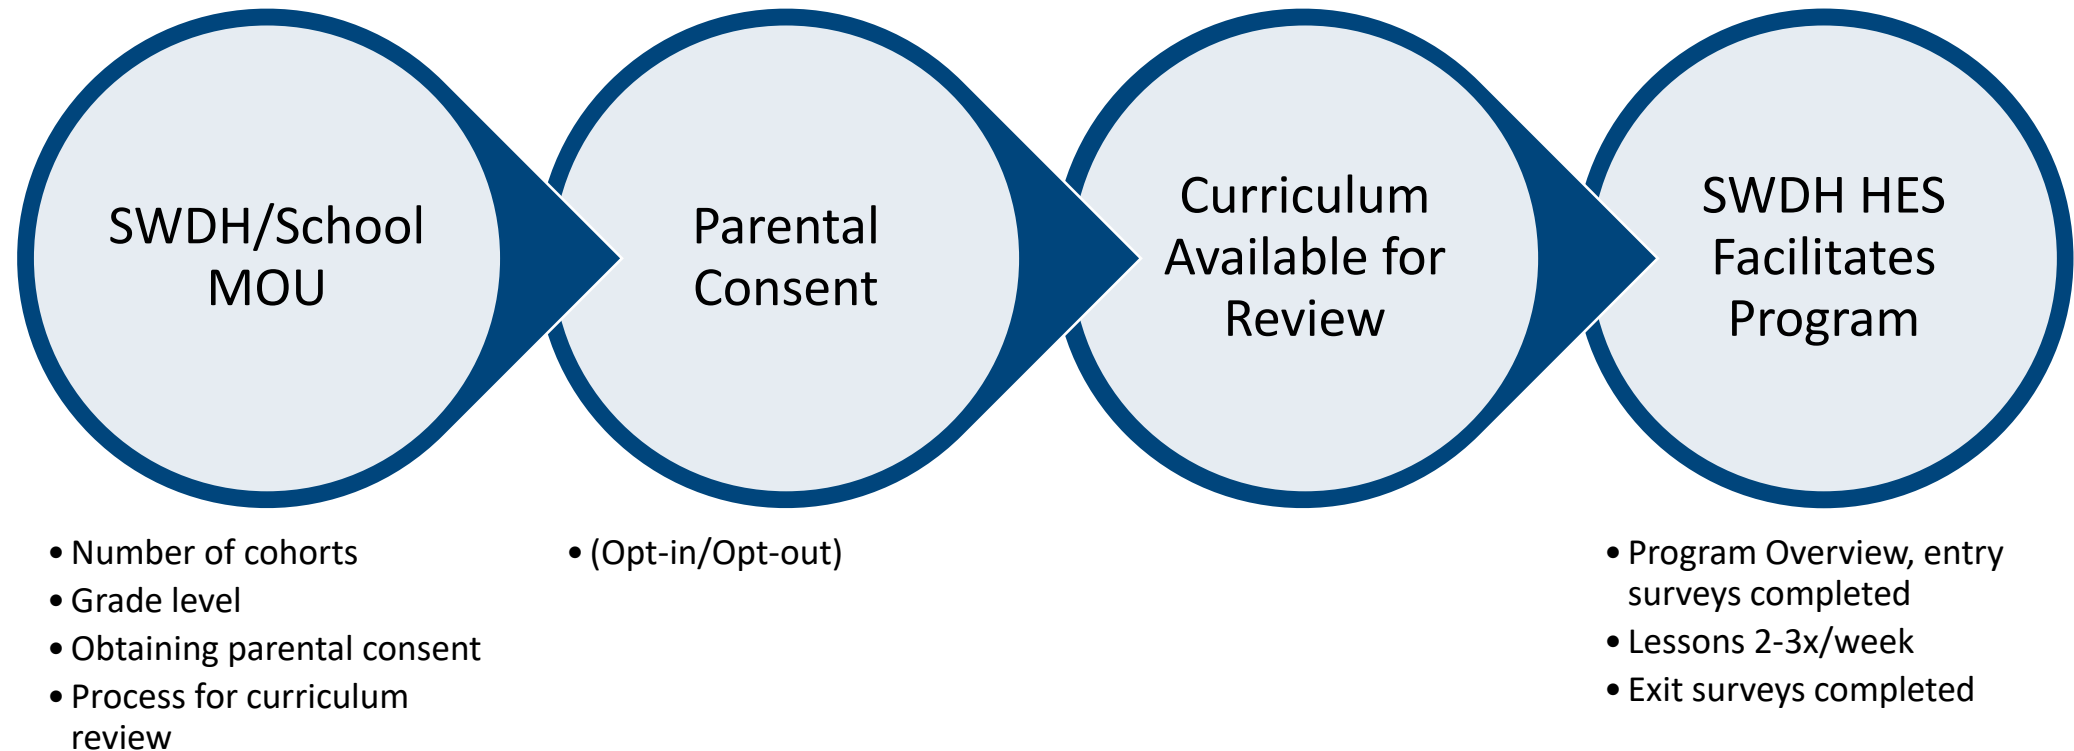 SWDH/School
MOU
Parental
Consent
Curriculum
Available for
Review
SWDH HES
Facilitates
Program
• Number of cohorts
• Grade level
• Obtaining parental consent
• Process for curriculum
review
• (Opt-in/Opt-out)
• Program Overview, entry
surveys completed
• Lessons 2-3x/week
• Exit surveys completed